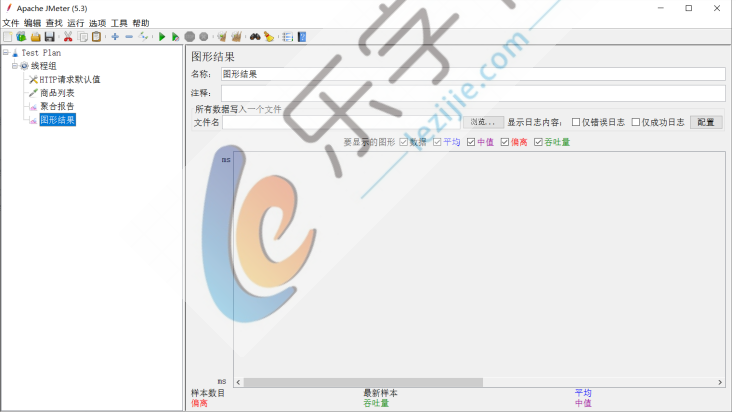 Apache JMeter (5.3)
文件 编辑 查找 运行 选项 工具 帮助
Test Plan
线程组
HTTP请求默认值
商品列表
聚合报告
图形结果
图形结果
名称: 图形结果
注释:
所有数据写入一个文件
文件名 浏览... 显示日志内容: 仅错误日志 仅成功日志 配置
要显示的图形 数据 平均 中值 偏离 吞吐量
ms
ms
样本数目 最新样本 平均
偏离 吞吐量 中值
乐字
lezijie.com